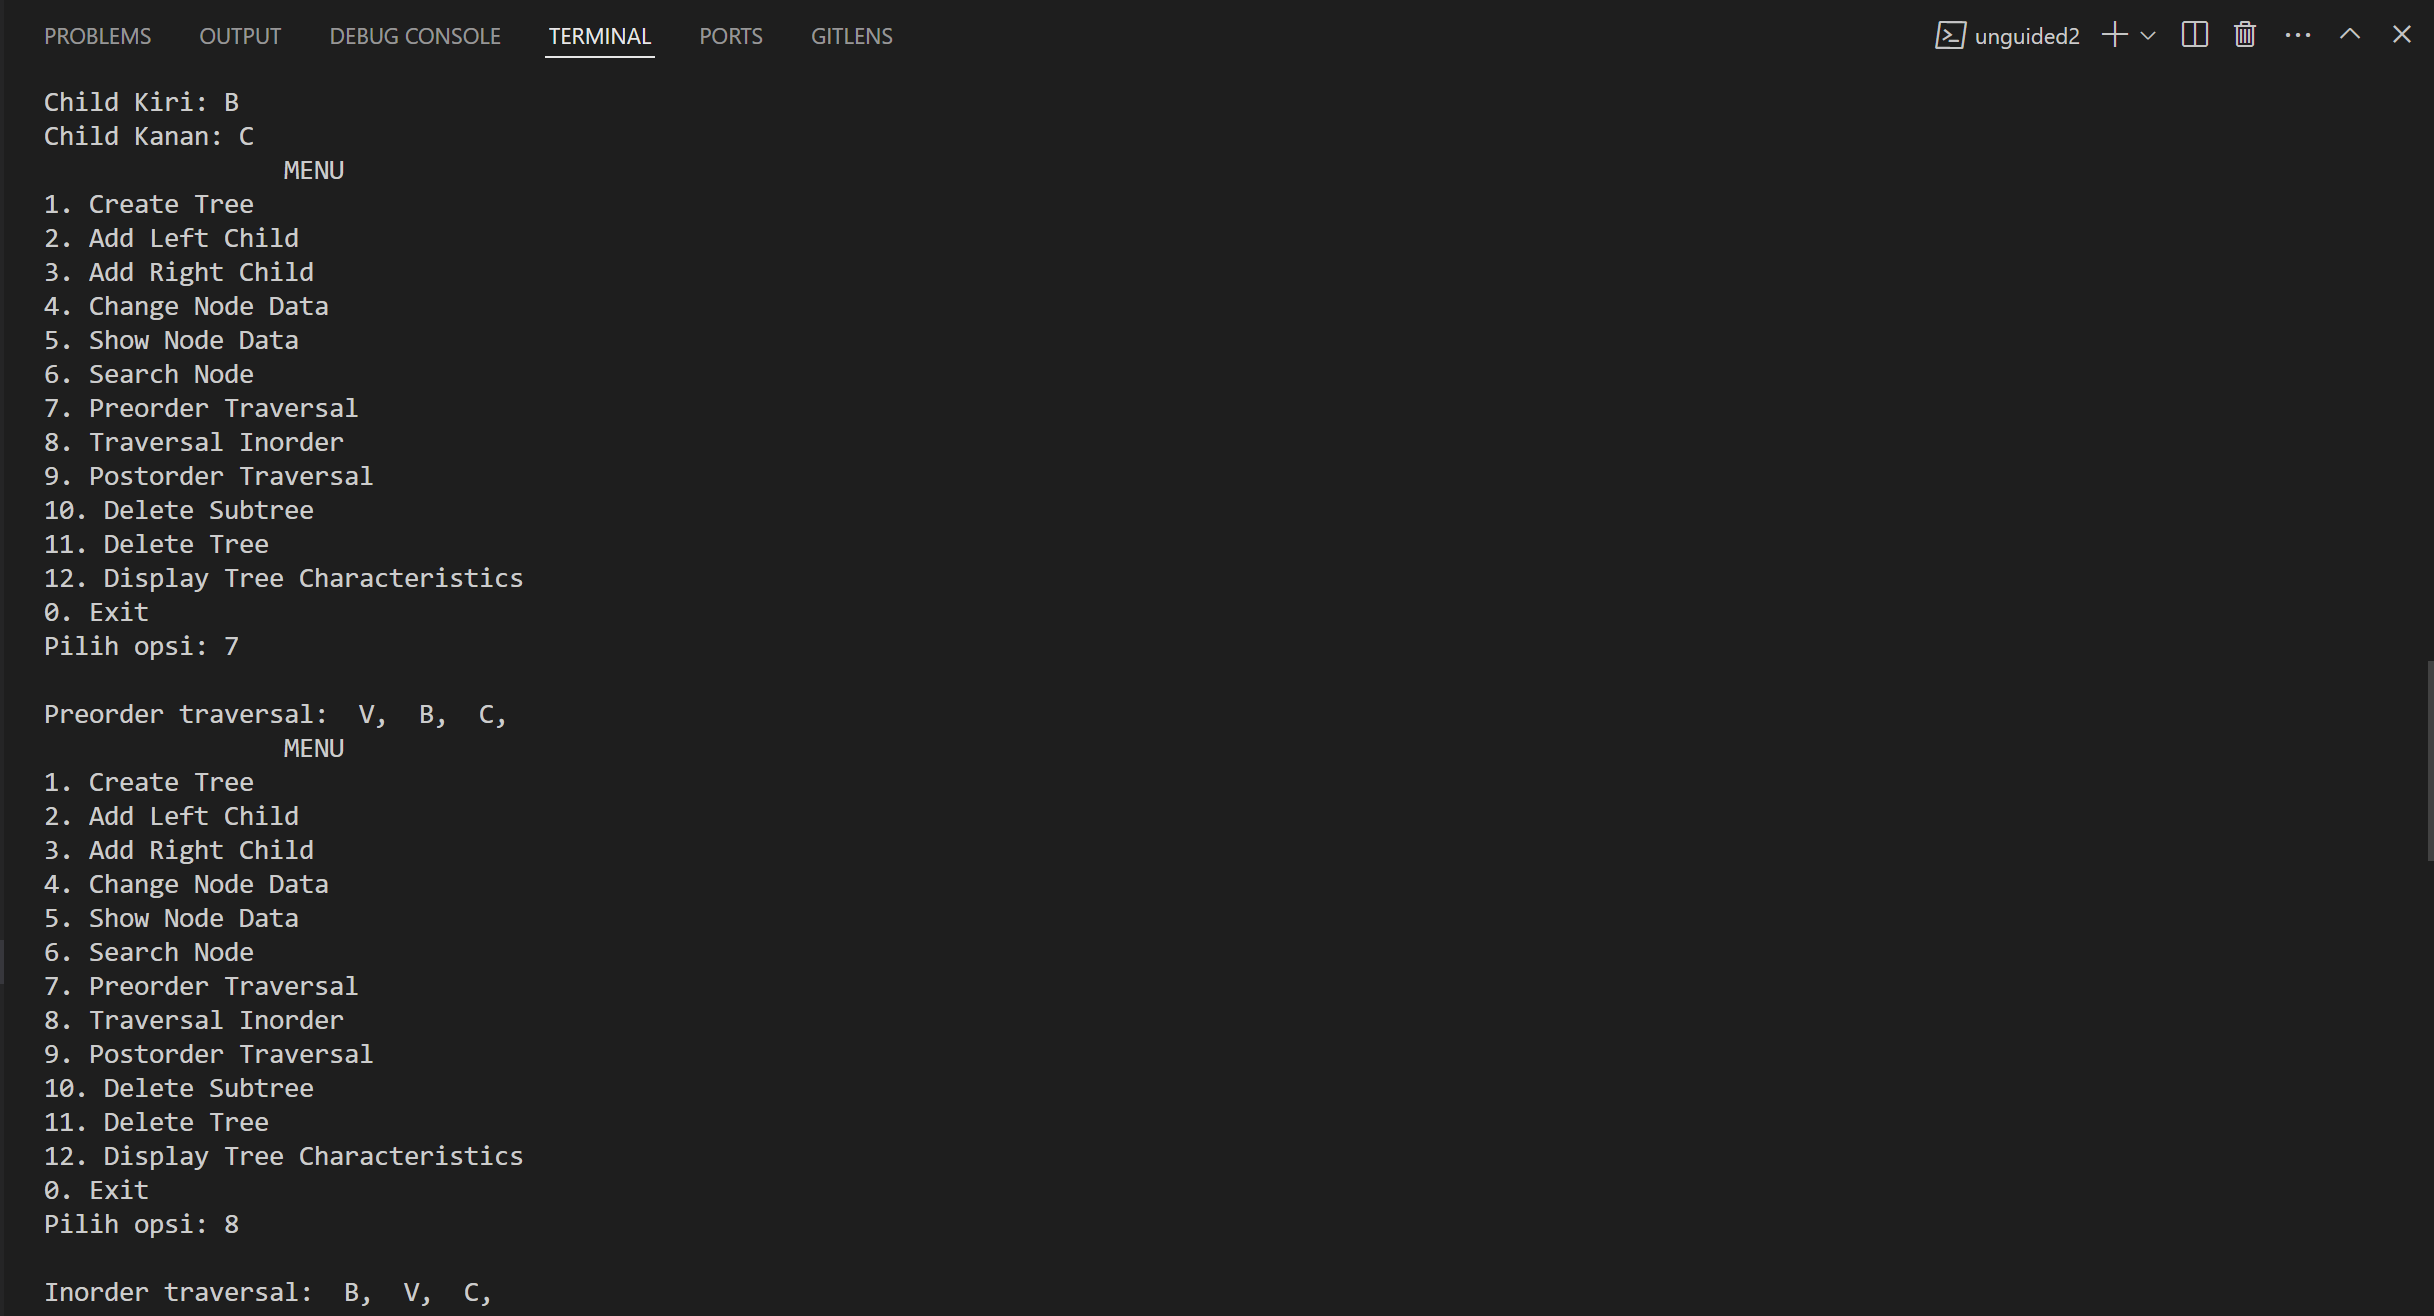 PROBLEMS OUTPUT DEBUG CONSOLE TERMINAL PORTS GITLENS unguided2
Child Kiri: B
Child Kanan: C
MENU
1. Create Tree
2. Add Left Child
3. Add Right Child
4. Change Node Data
5. Show Node Data
6. Search Node
7. Preorder Traversal
8. Traversal Inorder
9. Postorder Traversal
10. Delete Subtree
11. Delete Tree
12. Display Tree Characteristics
0. Exit
Pilih opsi: 7
Preorder traversal:  V,  B,  C,
MENU
1. Create Tree
2. Add Left Child
3. Add Right Child
4. Change Node Data
5. Show Node Data
6. Search Node
7. Preorder Traversal
8. Traversal Inorder
9. Postorder Traversal
10. Delete Subtree
11. Delete Tree
12. Display Tree Characteristics
0. Exit
Pilih opsi: 8
Inorder traversal:  B,  V,  C,